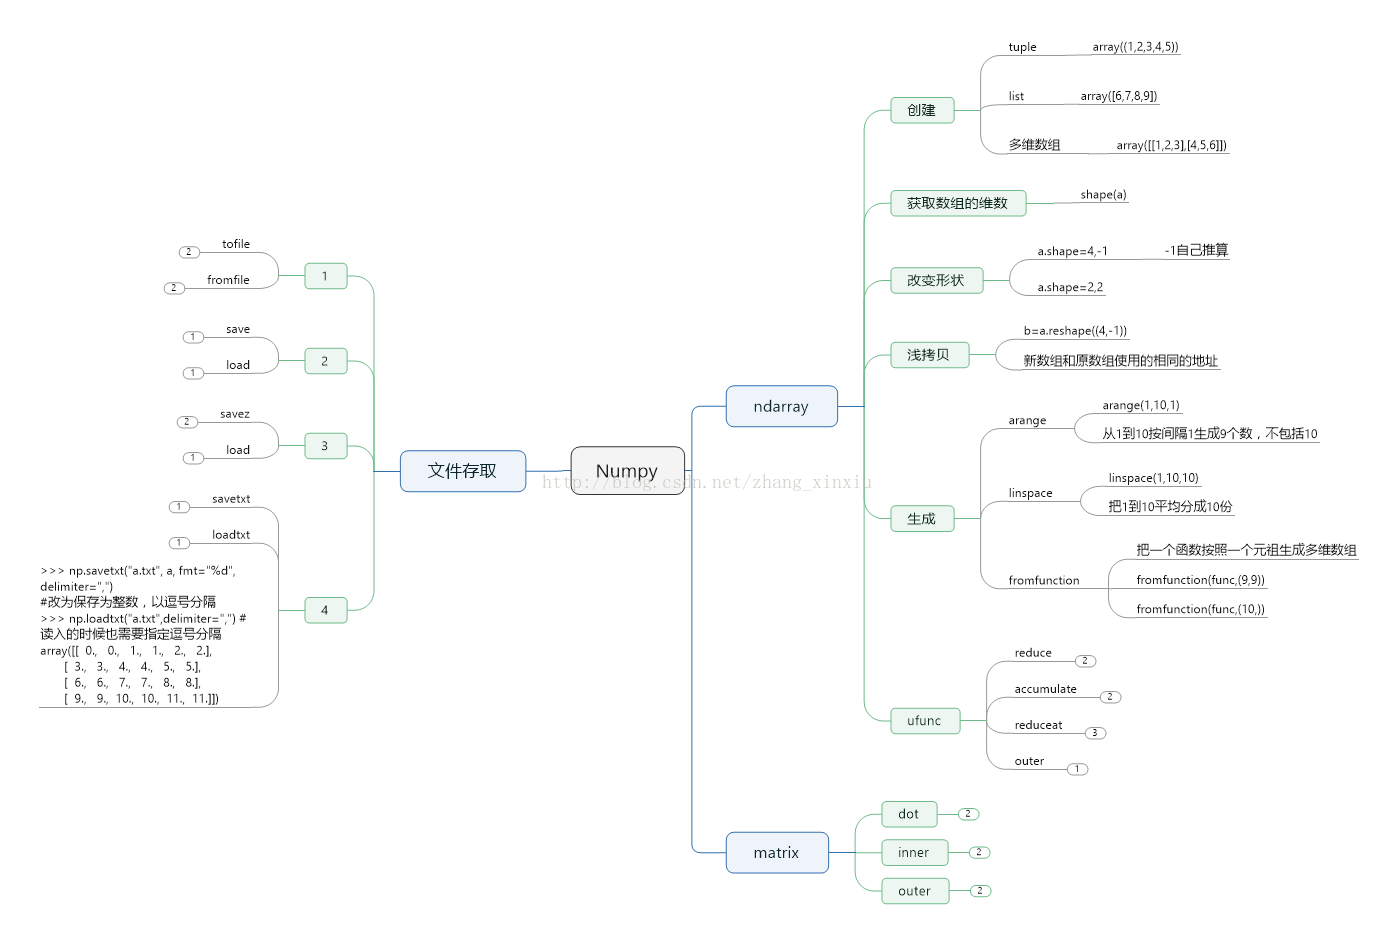 Numpy
http://blog.csdn.net/zhang_xinxiu
ndarray
创建
tuple
array((1,2,3,4,5))
list
array([6,7,8,9])
多维数组
array([[1,2,3],[4,5,6]])
获取数组的维数
shape(a)
改变形状
a.shape=4,-1
-1自己推算
a.shape=2,2
浅拷贝
b=a.reshape((4,-1))
新数组和原数组使用的相同的地址
生成
arange
arange(1,10,1)
从1到10按间隔1生成9个数，不包括10
linspace
linspace(1,10,10)
把1到10平均分成10份
fromfunction
把一个函数按照一个元祖生成多维数组
fromfunction(func,(9,9))
fromfunction(func,(10,))
ufunc
reduce
2
accumulate
2
reduceat
3
outer
1
matrix
dot
2
inner
2
outer
2
文件存取
1
tofile
2
fromfile
2
2
save
1
load
1
3
savez
2
load
1
4
savetxt
1
loadtxt
1
>>> np.savetxt("a.txt", a, fmt="%d",
delimiter=",")
#改为保存为整数，以逗号分隔
>>> np.loadtxt("a.txt",delimiter=",") #
读入的时候也需要指定逗号分隔
array([[ 0., 0., 1., 1., 2., 2.],
[ 3., 3., 4., 4., 5., 5.],
[ 6., 6., 7., 7., 8., 8.],
[ 9., 9., 10., 10., 11., 11.]])